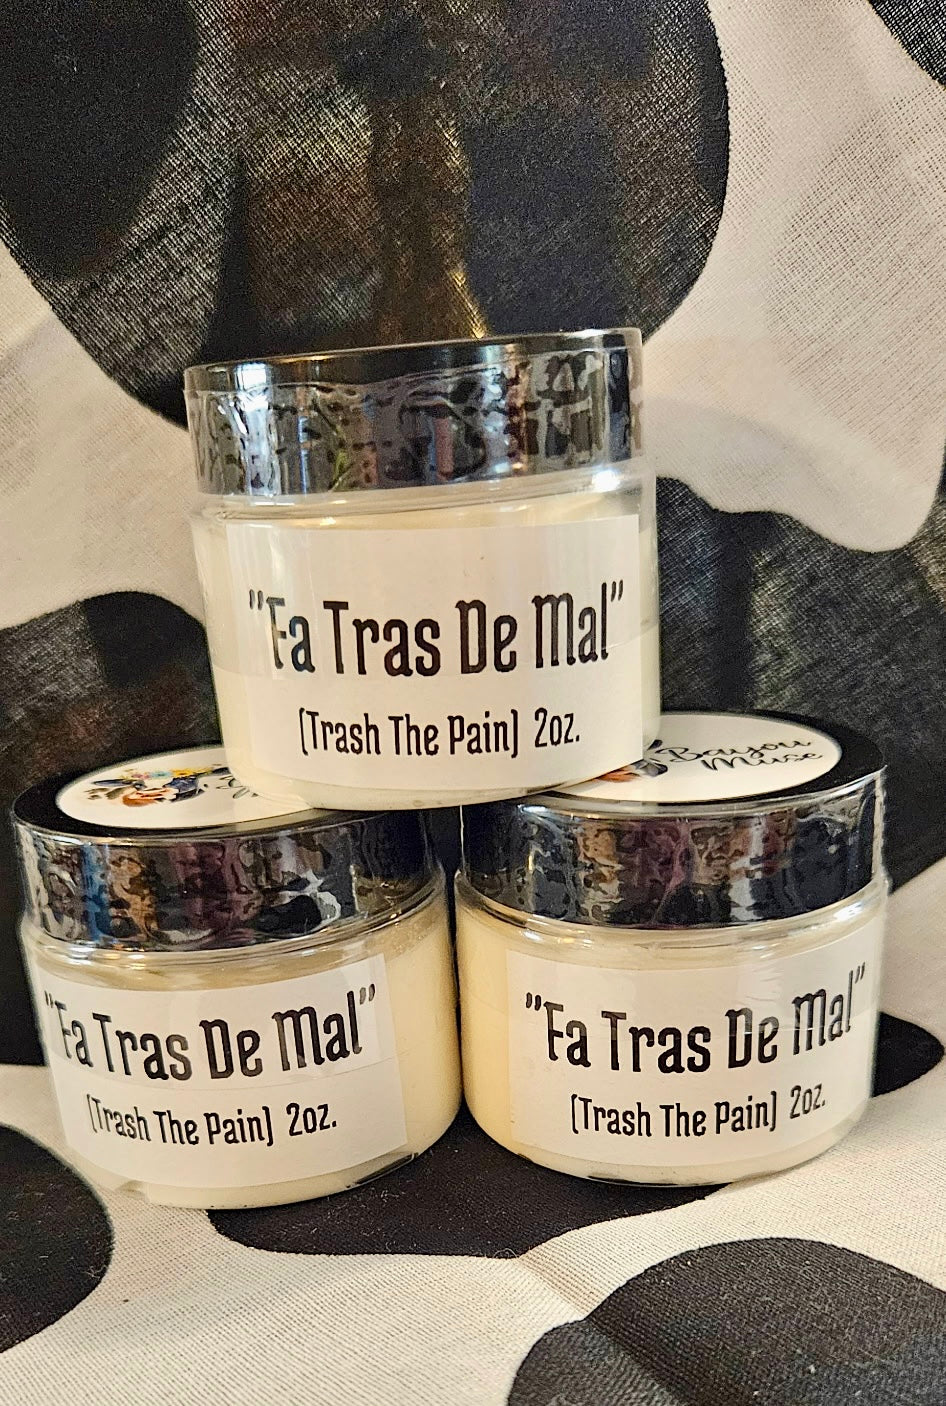 "Fa Tras De Mal"
(Trash The Pain) 2oz.
Bayou
Muse
"Fa Tras De Mal"
(Trash The Pain) 2oz.
"Fa Tras De Mal"
(Trash The Pain) 2oz.